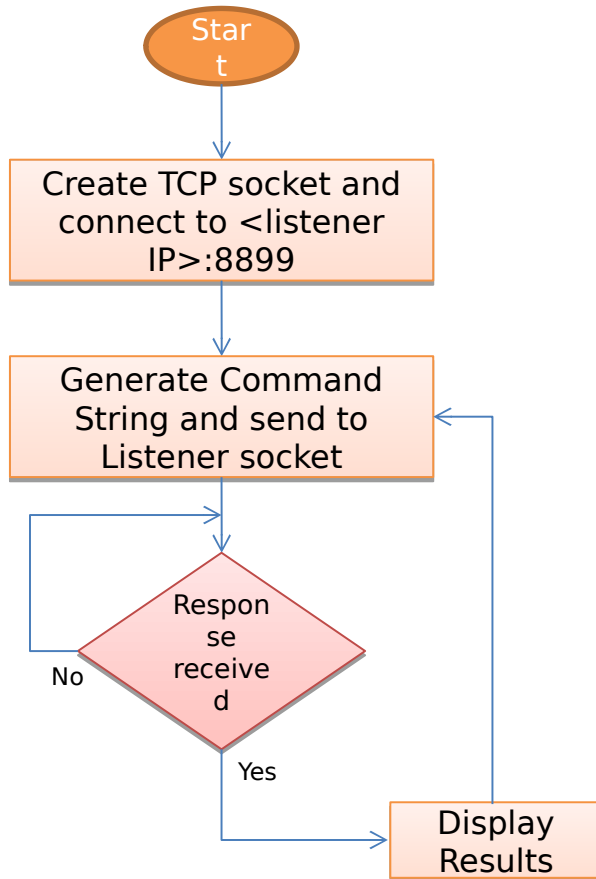 Star
t
Create TCP socket and
connect to <listener
IP>:8899
Generate Command
String and send to
Listener socket
Respon
se
receive
d
No
Yes
Display
Results